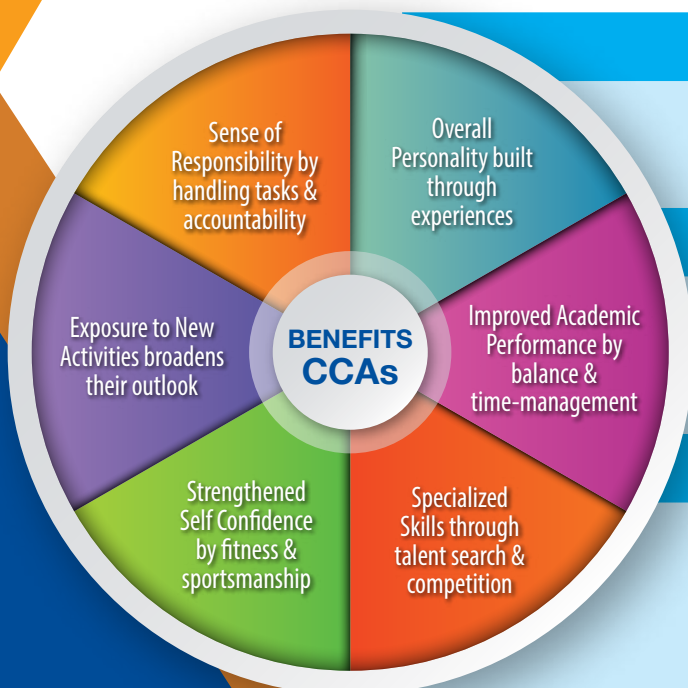 BENEFITS
CCAs
Overall
Personality built
through
experiences
Improved Academic
Performance by
balance &
time-management
Specialized
Skills through
talent search &
competition
Strengthened
Self Confidence
by fitness &
sportsmanship
Exposure to New
Activities broadens
their outlook
Sense of
Responsibility by
handling tasks &
accountability